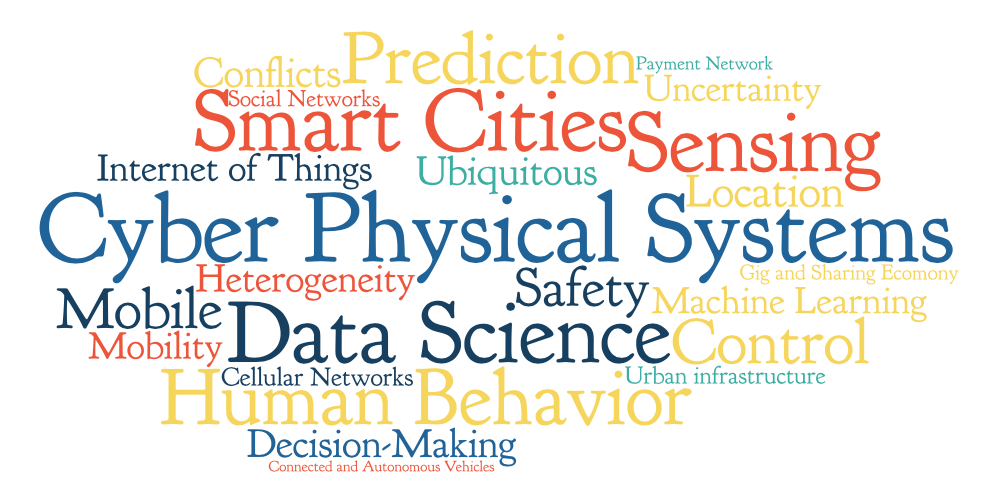 Prediction
Payment Network
Conflicts
Uncertainty
Social Networks
Smart Cities
Sensing
Internet of Things
Ubiquitous
Location
Cyber Physical Systems
Gig and Sharing Ecomony
Heterogeneity
Safety
Mobile
Machine Learning
Data Science
Control
Mobility
Cellular Networks
Urban infrastructure
Human Behavior
Decision-Making
Connected and Autonomous Vehicles